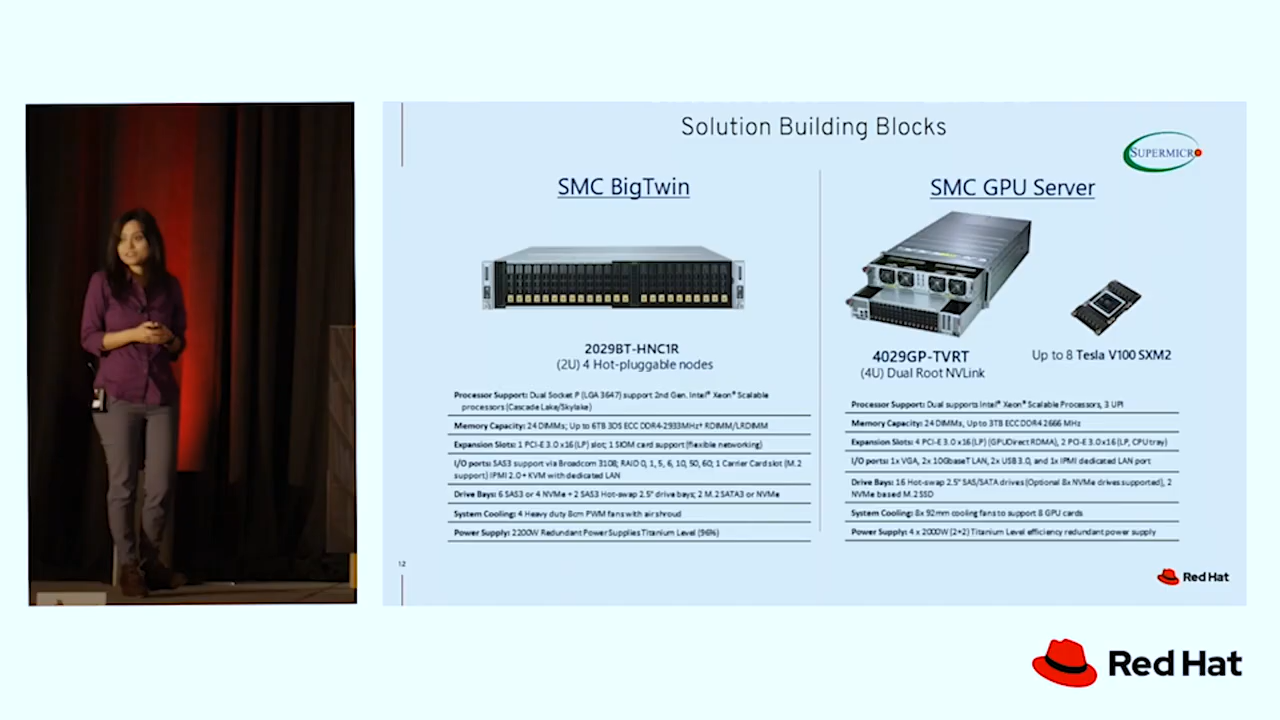 Solution Building Blocks
SUPERMICRO
SMC BigTwin
2029BT-HNC1R
(2U) 4 Hot-pluggable nodes
Processor Support: Dual Socket P (LGA 3647) support 2nd Gen. Intel® Xeon® Scalable
processors (Cascade Lake/Skylake)
Memory Capacity: 24 DIMMs; Up to 6TB 3DS ECC DDR4-2933MHz† RDIMM/LRDIMM
Expansion Slots: 1 PCI-E 3.0 x16 (LP) slot; 1 SIOM card support (flexible networking)
I/O ports: SAS3 support via Broadcom 3108; RAID 0, 1, 5, 6, 10, 50, 60; 1 Carrier Card slot (M.2
support) IPMI 2.0 + KVM with dedicated LAN
Drive Bays: 6 SAS3 or 4 NVMe + 2 SAS3 Hot-swap 2.5" drive bays; 2 M.2 SATA3 or NVMe
System Cooling: 4 Heavy duty 8cm PWM fans with air shroud
Power Supply: 2200W Redundant Power Supplies Titanium Level (96%)
SMC GPU Server
4029GP-TVRT
(4U) Dual Root NVLink
Up to 8 Tesla V100 SXM2
Processor Support: Dual supports Intel® Xeon® Scalable Processors, 3 UPI
Memory Capacity: 24 DIMMs, Up to 3TB ECC DDR4 2666 MHz
Expansion Slots: 4 PCI-E 3.0 x16 (LP) (GPUDirect RDMA), 2 PCI-E 3.0 x16 (LP, CPU tray)
I/O ports: 1x VGA, 2x 10GbaseT LAN, 2x USB 3.0, and 1x IPMI dedicated LAN port
Drive Bays: 16 Hot-swap 2.5" SAS/SATA drives (Optional 8x NVMe drives supported), 2
NVMe based M.2 SSD
System Cooling: 8x 92mm cooling fans to support 8 GPU cards
Power Supply: 4 x 2000W (2+2) Titanium Level efficiency redundant power supply
12
Red Hat
Red Hat